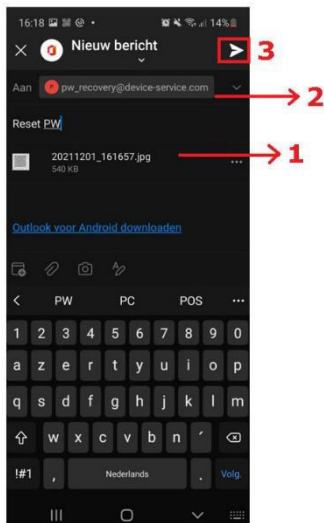 16:18 14%
Nieuw bericht
3
Aan pw_recovery@device-service.com
2
Reset PW
20211201_161657.jpg
540 KB
1
Outlook voor Android downloaden
PW PC POS
1 2 3 4 5 6 7 8 9 0
a z e r t y u i o p
q s d f g h j k l m
w x c v b n ´
!#1 , Nederlands . Volg.